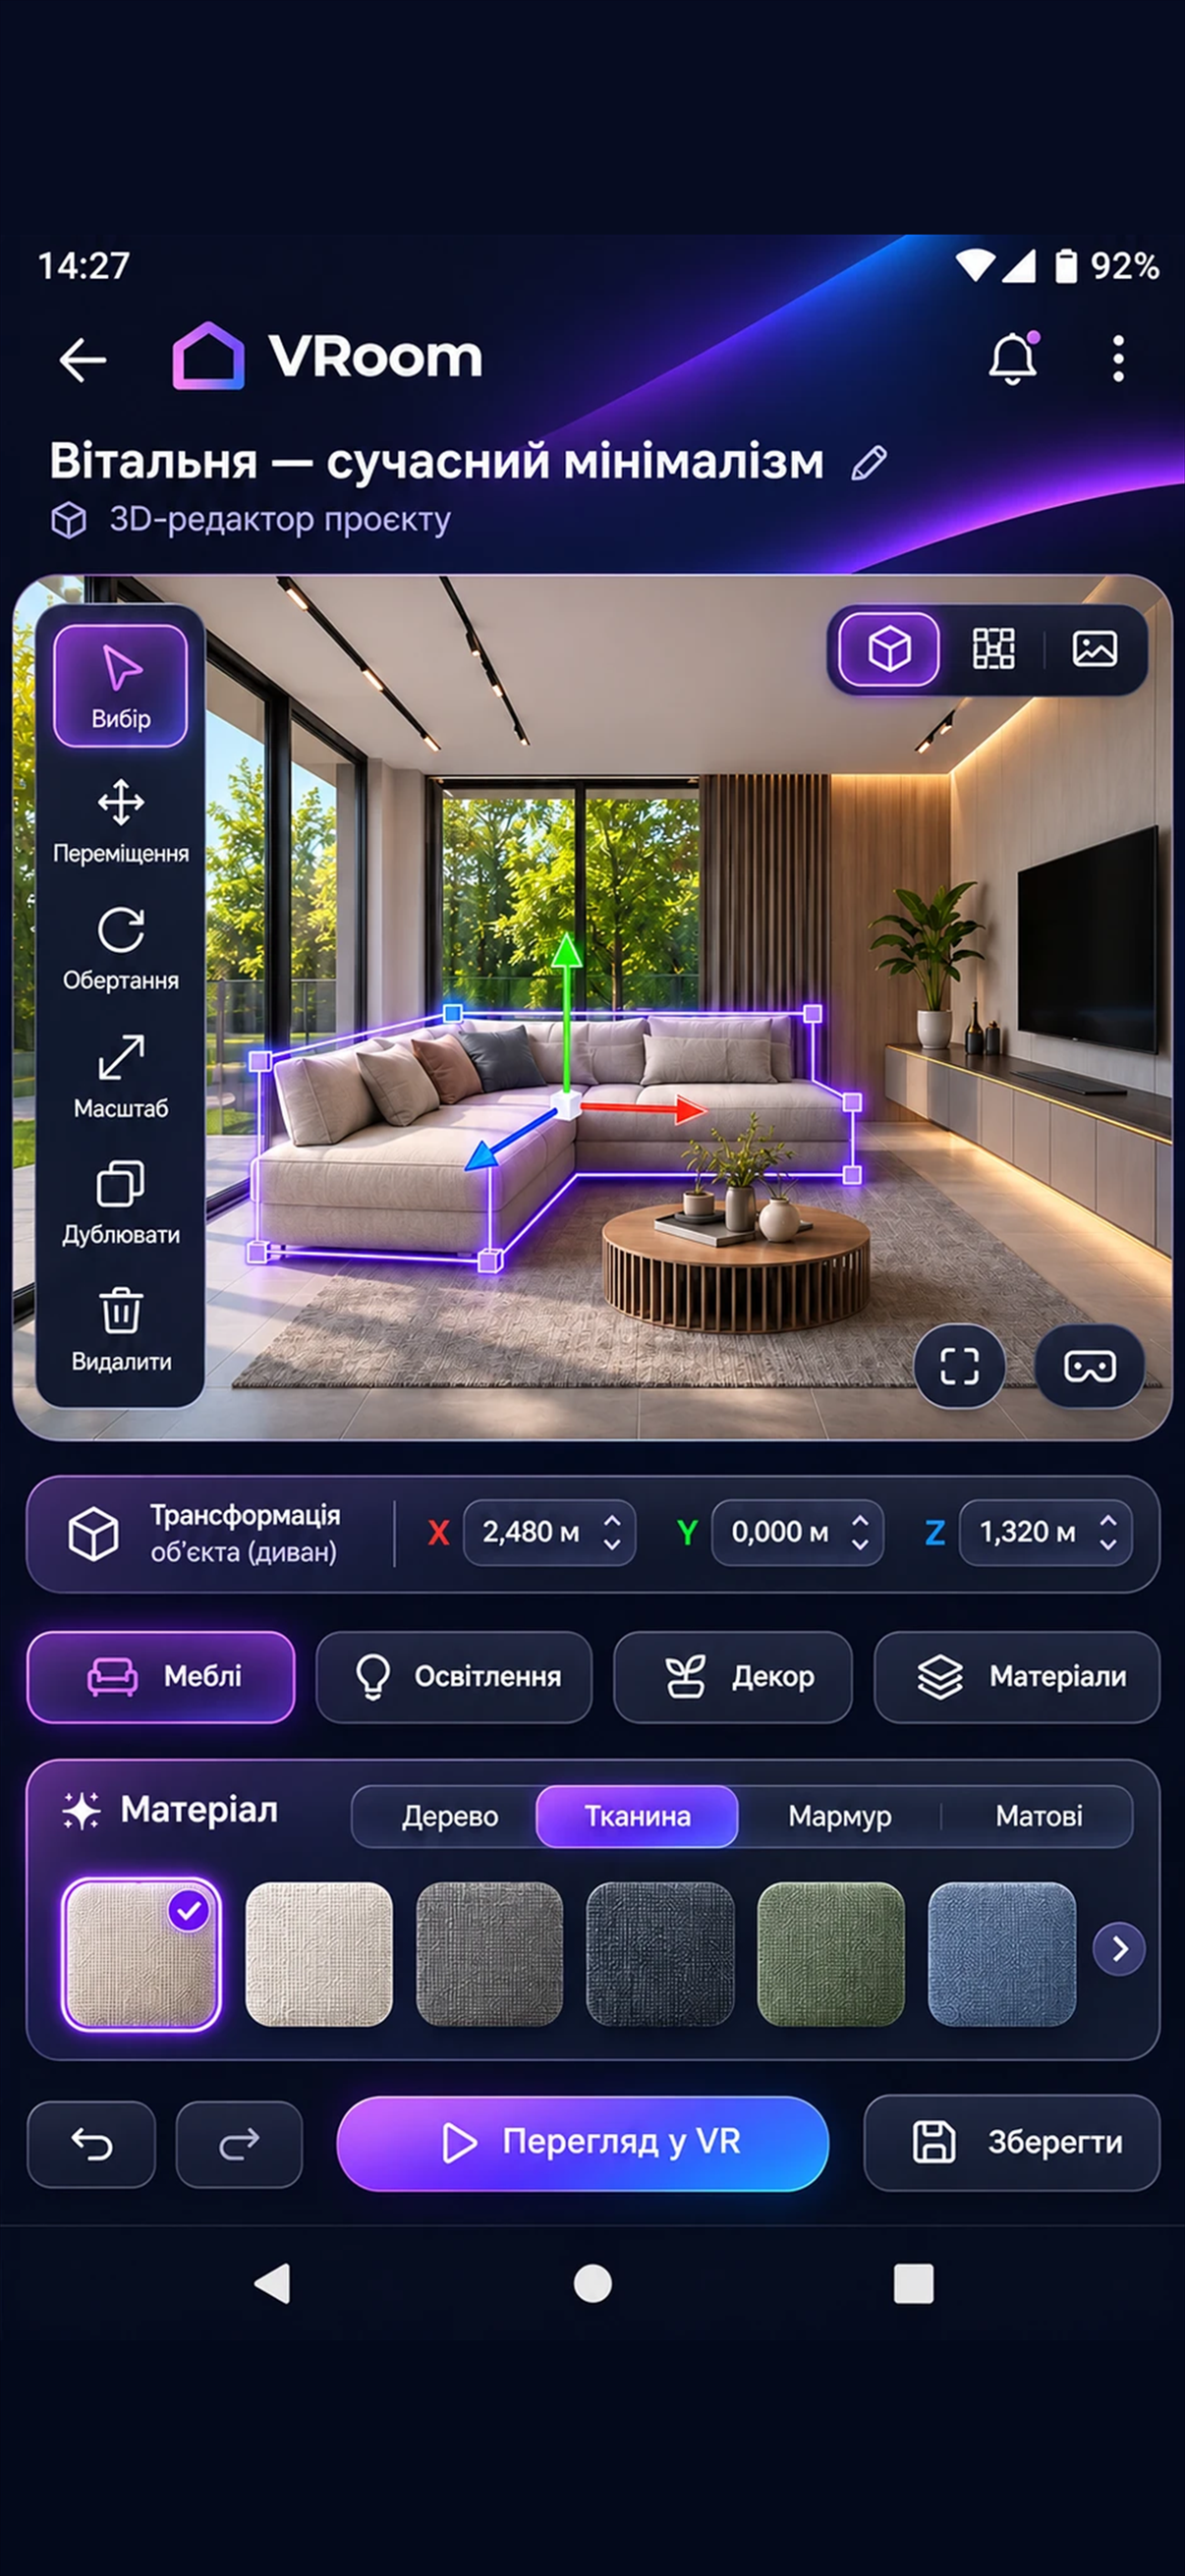 14:27
92%
VRoom
Вітальня — сучасний мінімалізм
3D-редактор проєкту
Вибір
Переміщення
Обертання
Масштаб
Дублювати
Видалити
Трансформація
об'єкта (диван)
X 2,480 м Y 0,000 м Z 1,320 м
Меблі Освітлення Декор Матеріали
Матеріал Дерево Тканина Мармур Матові
Перегляд у VR Зберегти